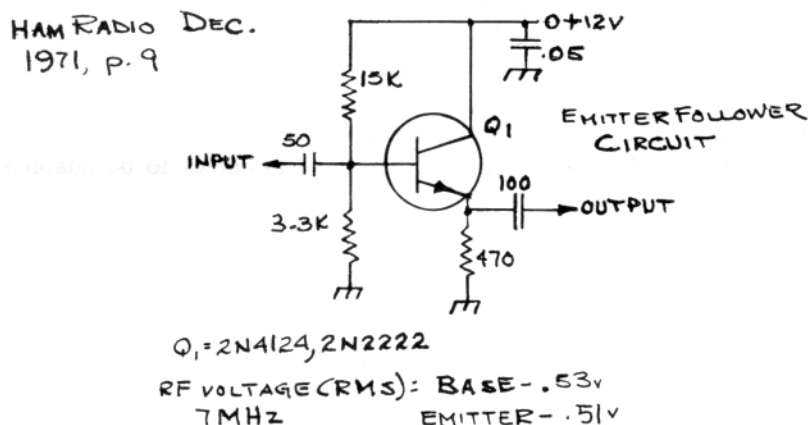 HAM RADIO DEC.
1971, p. 9
0+12V
.05
15K
Q1
EMITTER FOLLOWER
CIRCUIT
50
INPUT
100
OUTPUT
3.3K
470
Q1=2N4124, 2N2222
RF VOLTAGE (RMS): BASE - .53V
7MHz EMITTER - .51V